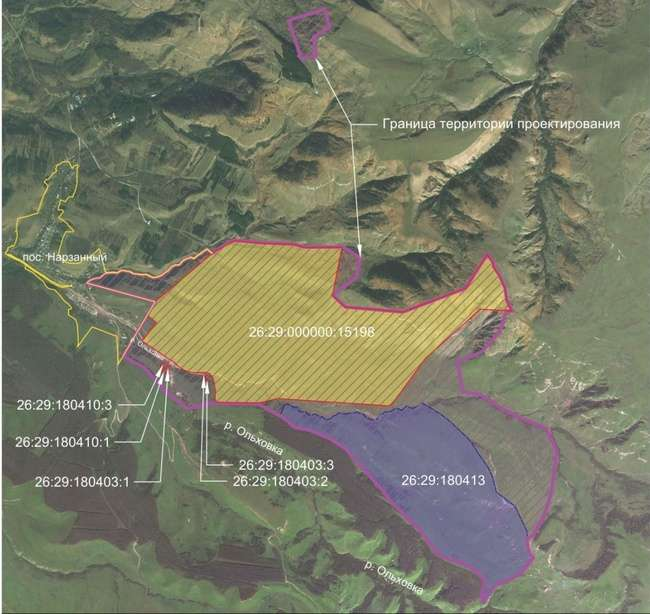 Граница территории проектирования
пос. Нарзанный
26:29:000000:15198
р. Ольховка
26:29:180410:3
26:29:180410:1
26:29:180403:1
р. Ольховка
26:29:180403:3
26:29:180403:2
26:29:180413
р. Ольховка